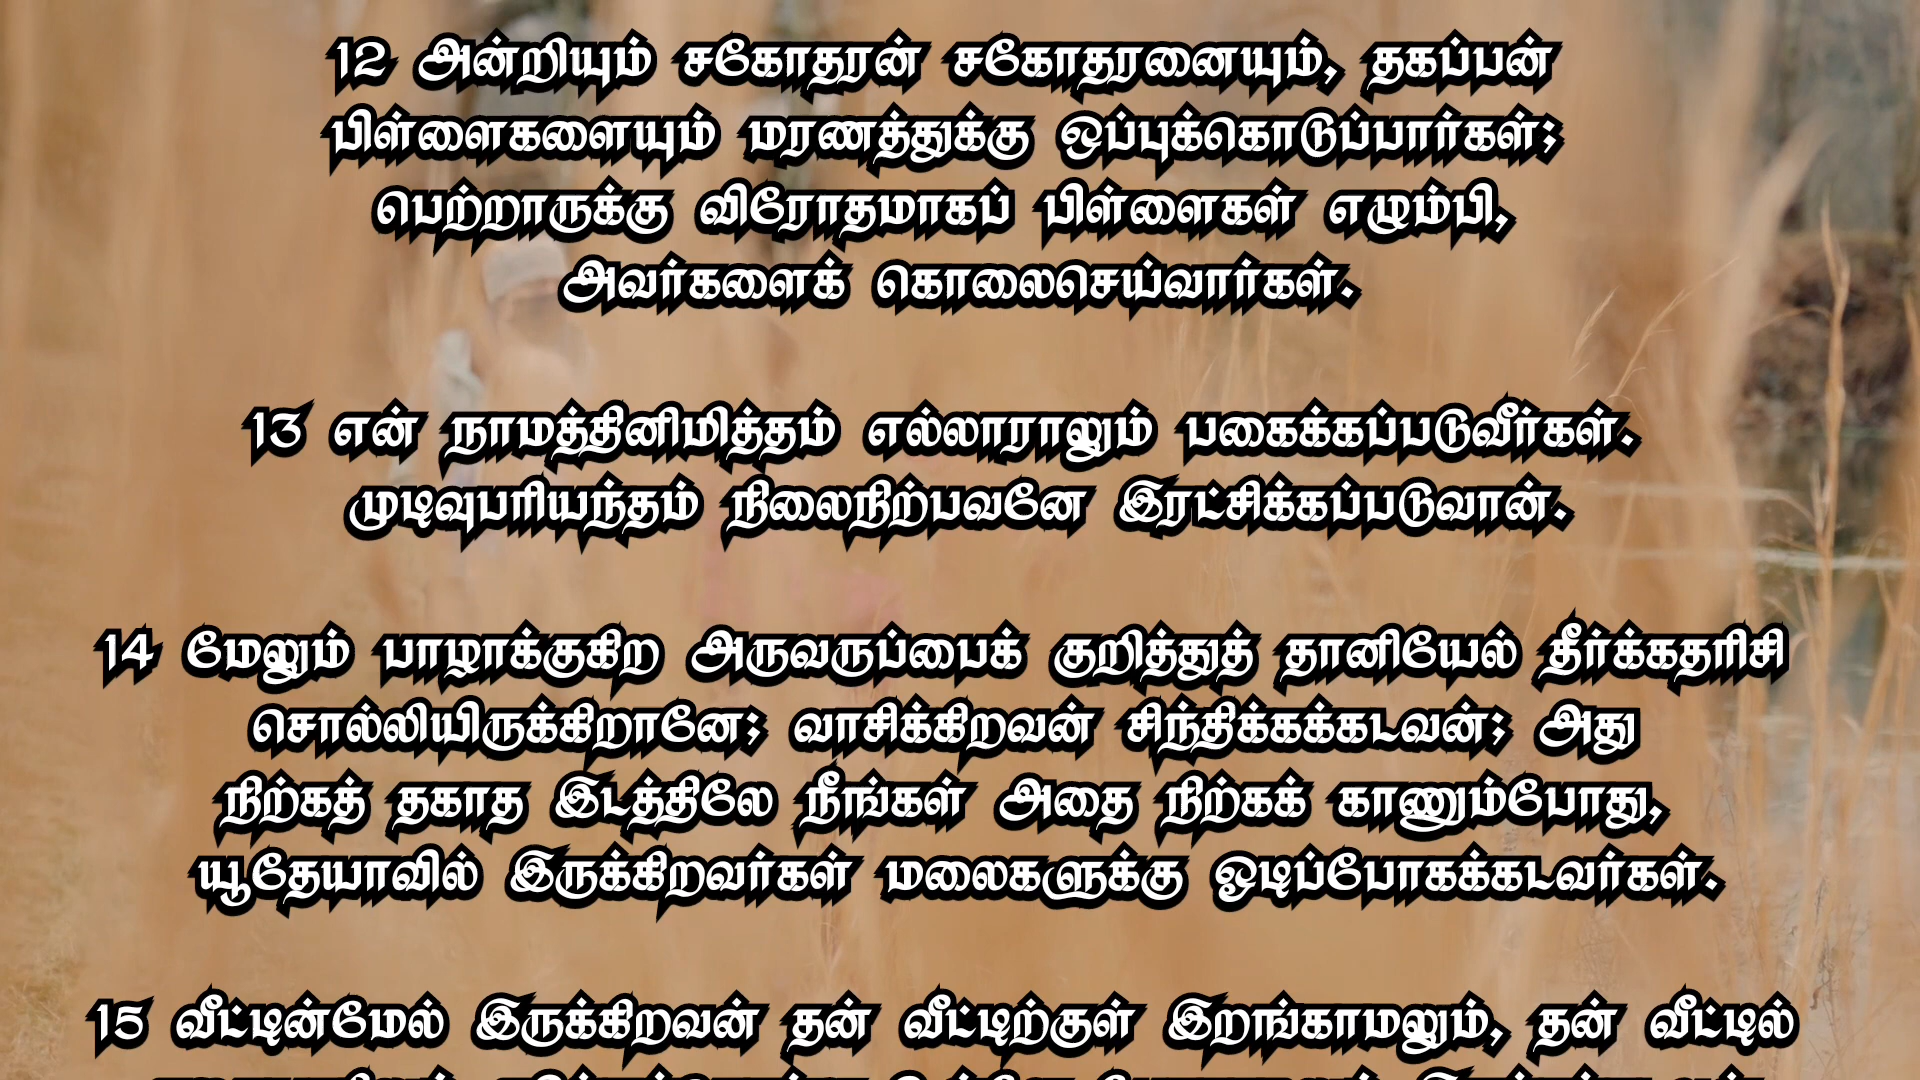 12 அன்றியும் சகோதரன் சகோதரனையும், தகப்பன்
பிள்ளைகளையும் மரணத்துக்கு ஒப்புக்கொடுப்பார்கள்;
பெற்றாருக்கு விரோதமாகப் பிள்ளைகள் எழும்பி,
அவர்களைக் கொலைசெய்வார்கள்.
13 என் நாமத்தினிமித்தம் எல்லாராலும் பகைக்கப்படுவீர்கள்.
முடிவுபரியந்தம் நிலைநிற்பவனே இரட்சிக்கப்படுவான்.
14 மேலும் பாழாக்குகிற அருவருப்பைக் குறித்துத் தானியேல் தீர்க்கதரிசி
சொல்லியிருக்கிறானே; வாசிக்கிறவன் சிந்திக்கக்கடவன்; அது
நிற்கத் தகாத இடத்திலே நீங்கள் அதை நிற்கக் காணும்போது,
யூதேயாவில் இருக்கிறவர்கள் மலைகளுக்கு ஓடிப்போகக்கடவர்கள்.
15 வீட்டின்மேல் இருக்கிறவன் தன் வீட்டிற்குள் இறங்காமலும், தன் வீட்டில்